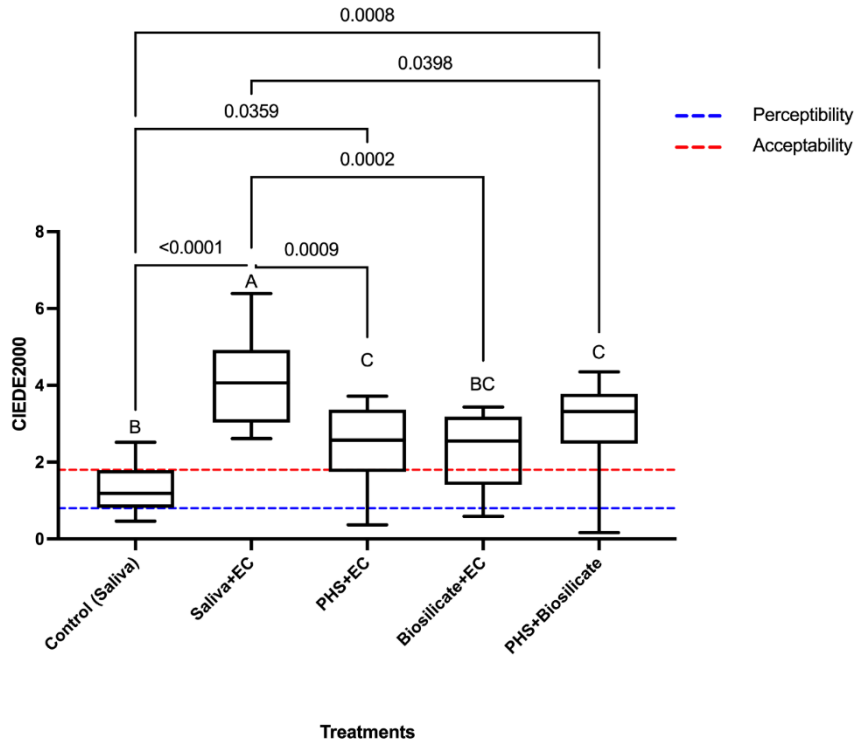 0.0008
0.0398
Perceptibility
0.0359
Acceptability
0.0002
8
<0.0001
0.0009
A
6
C
C
BC
4
B
CIEDE2000
2
0
Control (Saliva)
Saliva+EC
PHS+EC
Biosilicate+EC
PHS+Biosilicate
Treatments